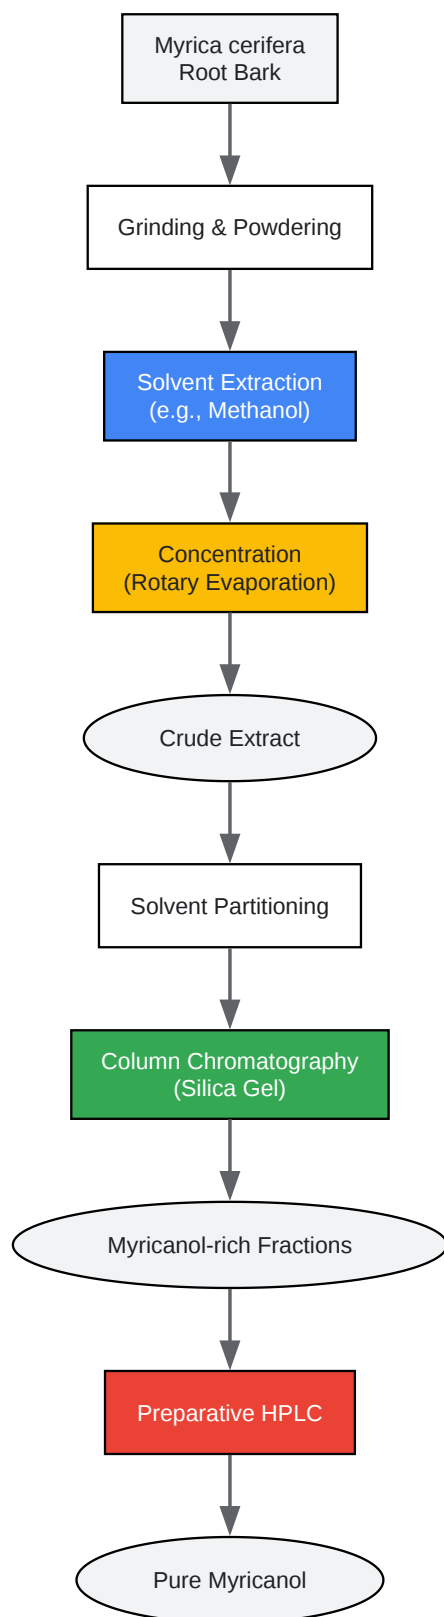 Myrica cerifera
Root Bark
Grinding & Powdering
Solvent Extraction
(e.g., Methanol)
Concentration
(Rotary Evaporation)
Crude Extract
Solvent Partitioning
Column Chromatography
(Silica Gel)
Myricanol-rich Fractions
Preparative HPLC
Pure Myricanol